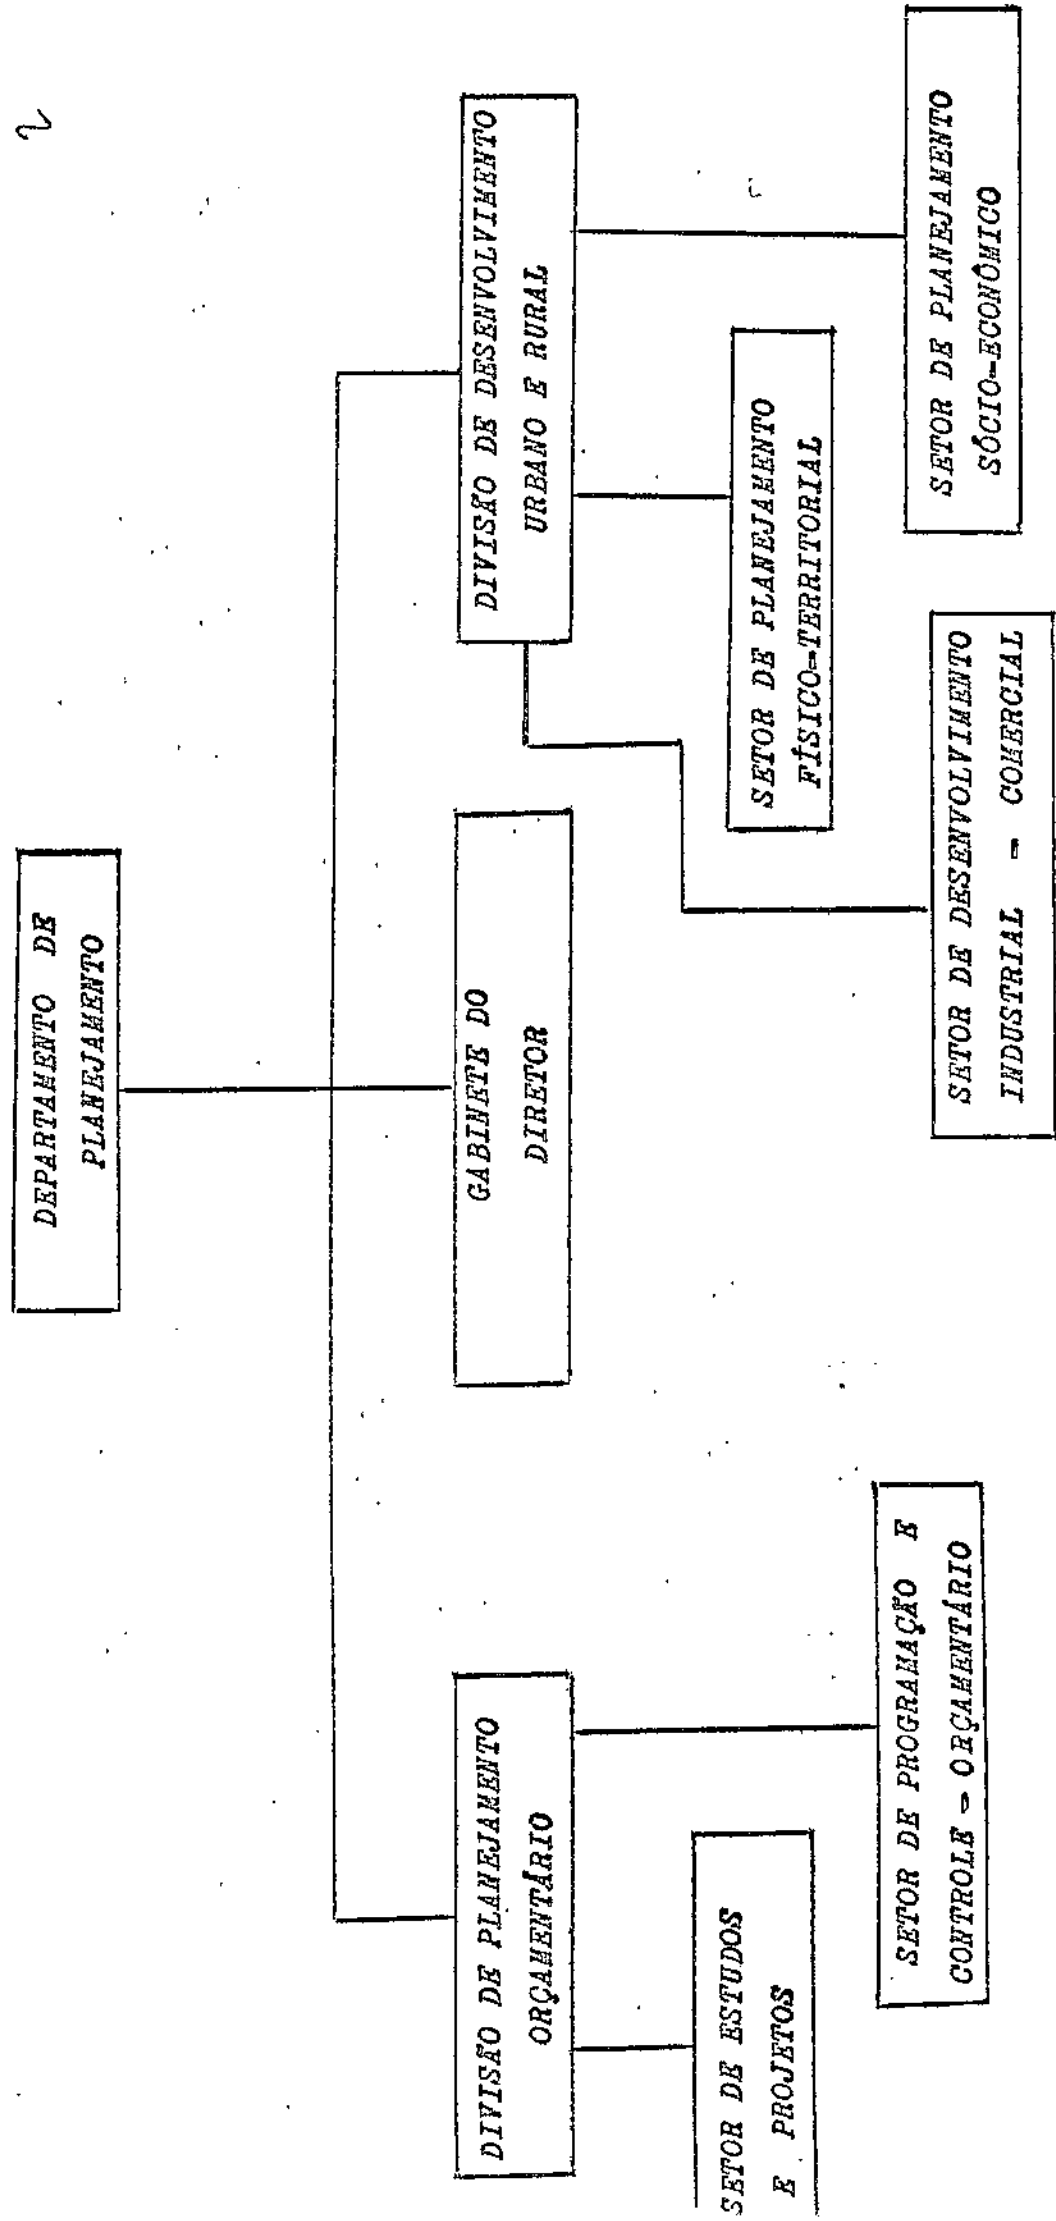 DEPARTAMENTO DE
PLANEJAMENTO
DIVISÃO DE PLANEJAMENTO
ORÇAMENTÁRIO
GABINETE DO
DIRETOR
DIVISÃO DE DESENVOLVIMENTO
URBANO E RURAL
SETOR DE ESTUDOS
E PROJETOS
SETOR DE PROGRAMAÇÃO E
CONTROLE - ORÇAMENTÁRIO
SETOR DE PLANEJAMENTO
FÍSICO-TERRITORIAL
SETOR DE DESENVOLVIMENTO
INDUSTRIAL - COMERCIAL
SETOR DE PLANEJAMENTO
SÓCIO-ECONÔMICO